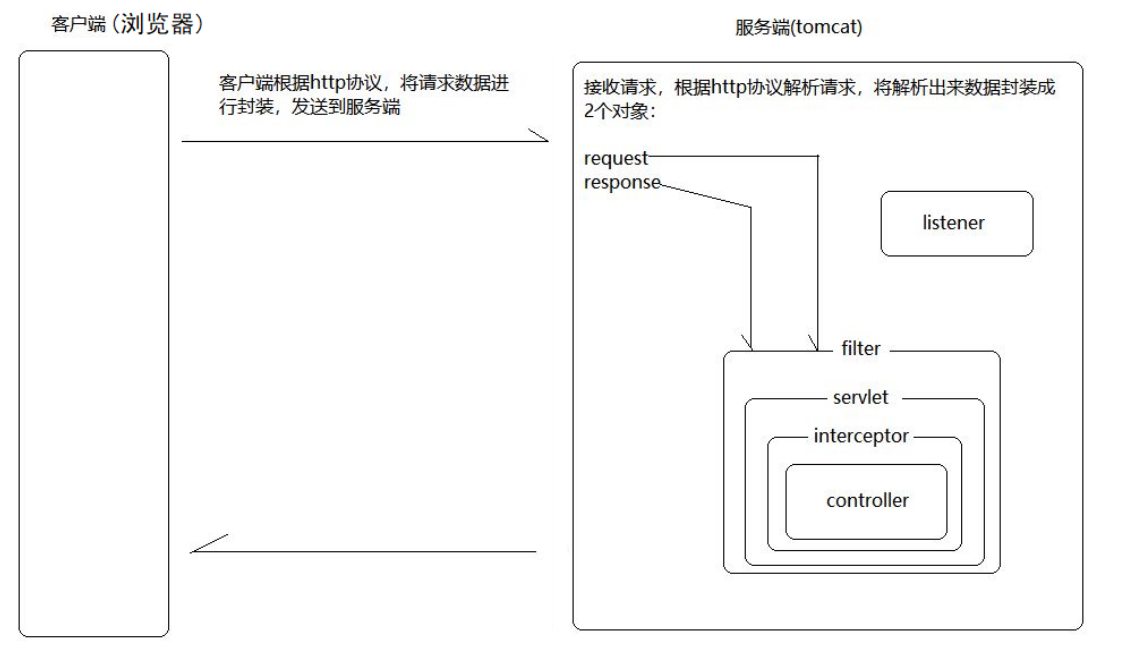 客户端（浏览器）
服务端(tomcat)
客户端根据http协议，将请求数据进
行封装，发送到服务端
接收请求，根据http协议解析请求，将解析出来数据封装成
2个对象：
request
response
listener
filter
servlet
interceptor
controller